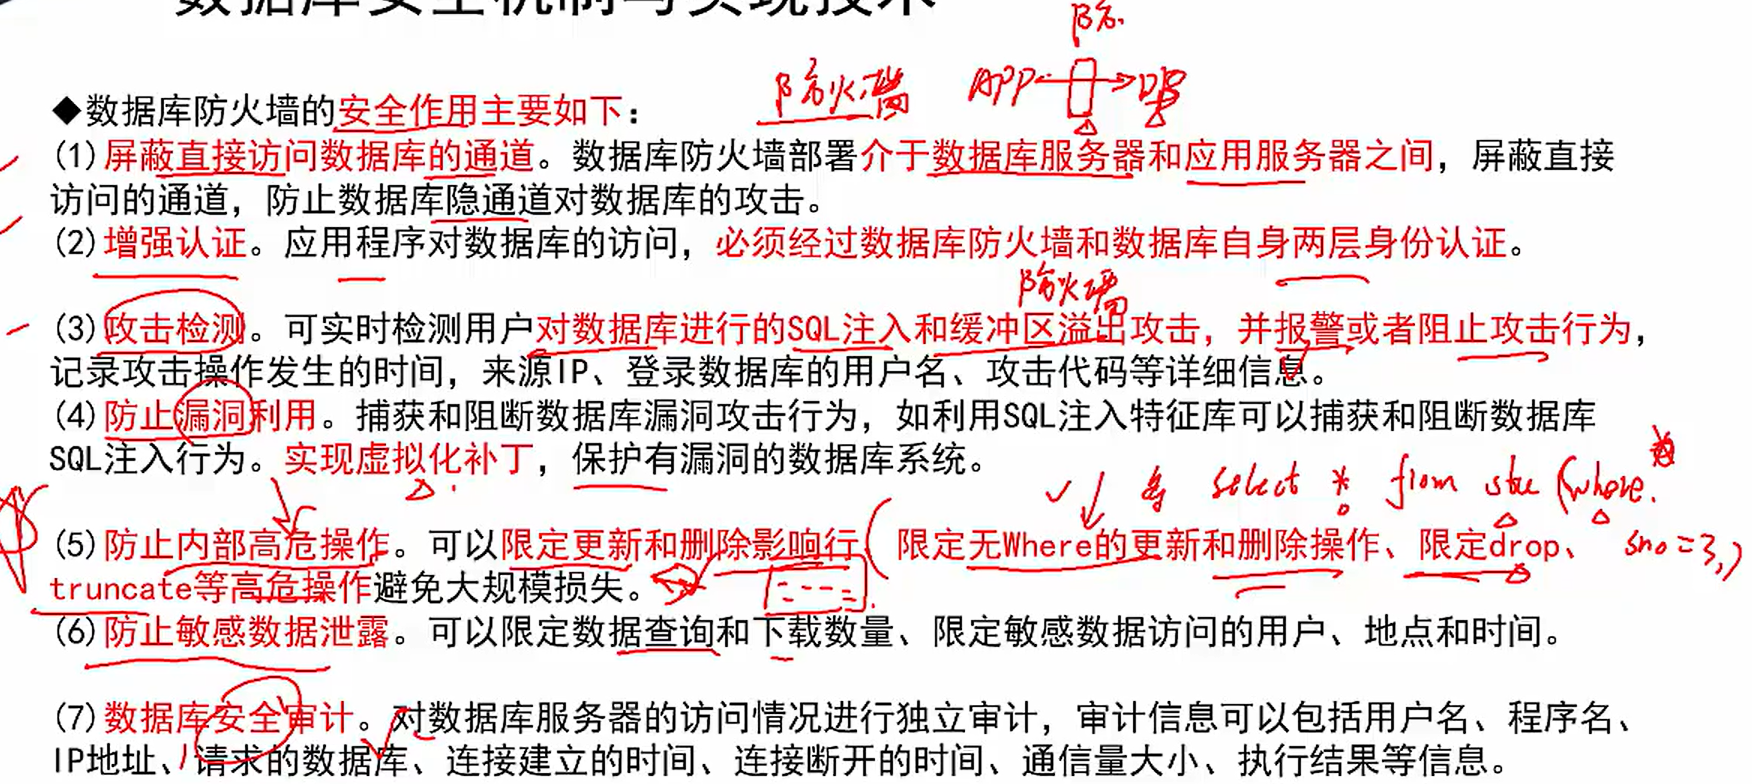 数据库安全机制与实现技术
防
防火墙 APP DB
◆数据库防火墙的安全作用主要如下：
(1)屏蔽直接访问数据库的通道。数据库防火墙部署介于数据库服务器和应用服务器之间，屏蔽直接
访问的通道，防止数据库隐通道对数据库的攻击。
(2)增强认证。应用程序对数据库的访问，必须经过数据库防火墙和数据库自身两层身份认证。
防火墙
(3)攻击检测。可实时检测用户对数据库进行的SQL注入和缓冲区溢出攻击，并报警或者阻止攻击行为，
记录攻击操作发生的时间，来源IP、登录数据库的用户名、攻击代码等详细信息。
(4)防止漏洞利用。捕获和阻断数据库漏洞攻击行为，如利用SQL注入特征库可以捕获和阻断数据库
SQL注入行为。实现虚拟化补丁，保护有漏洞的数据库系统。
select * from stu (where.
(5)防止内部高危操作。可以限定更新和删除影响行、限定无Where的更新和删除操作、限定drop、 sno=3,)
truncate等高危操作避免大规模损失。
(6)防止敏感数据泄露。可以限定数据查询和下载数量、限定敏感数据访问的用户、地点和时间。
(7)数据库安全审计。对数据库服务器的访问情况进行独立审计，审计信息可以包括用户名、程序名、
IP地址、请求的数据库、连接建立的时间、连接断开的时间、通信量大小、执行结果等信息。